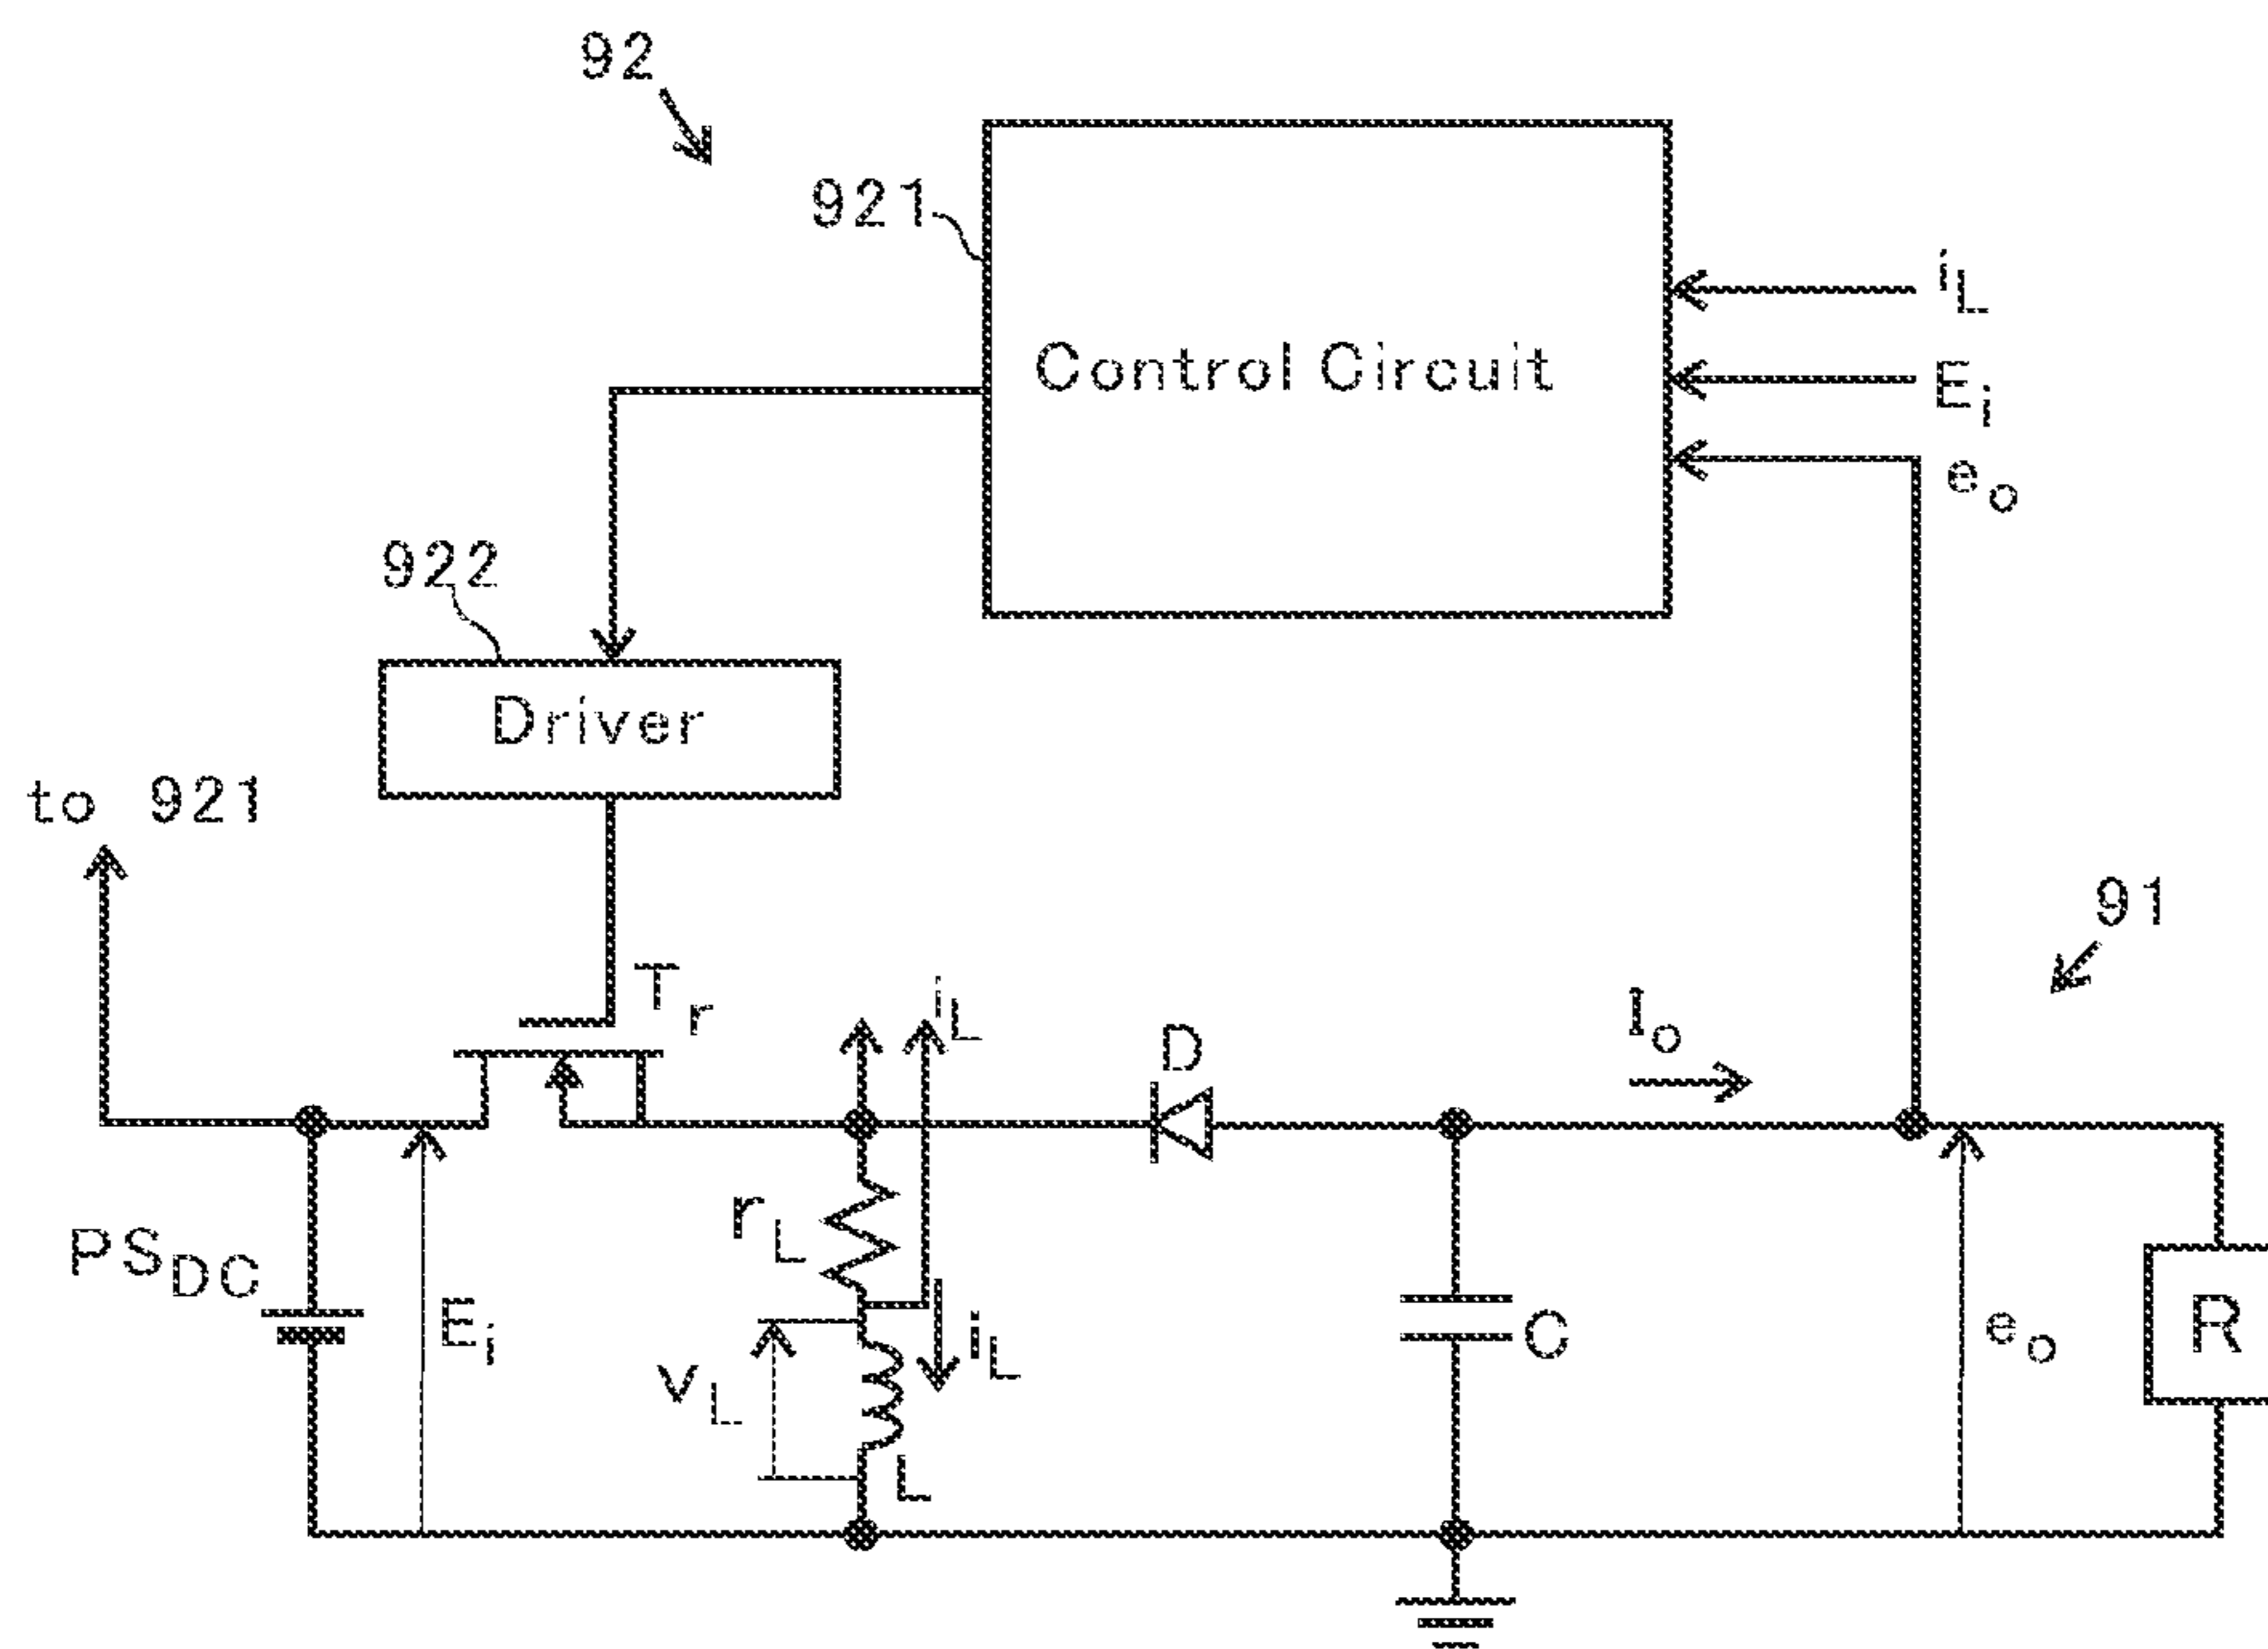 92
921
iL
Control Circuit
Ei
eo
922
Driver
to 921
91
Tr
iL
Io
D
rL
PSDC
Ei
vL
iL
C
eo
R
L